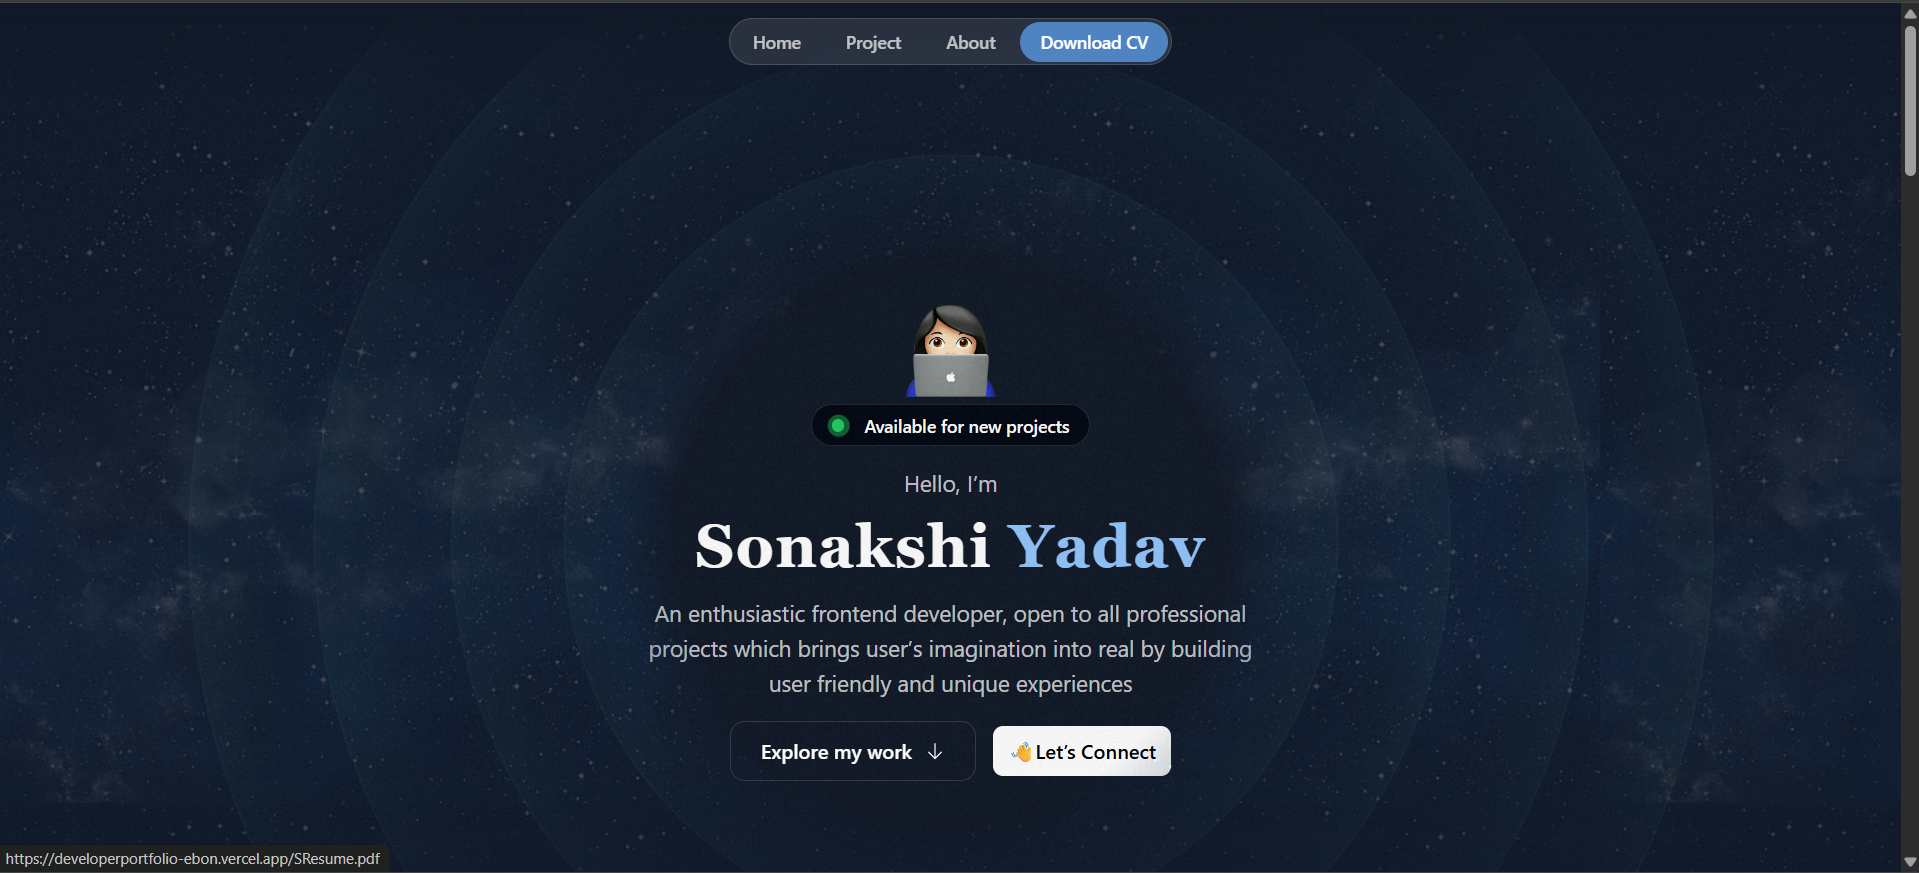 Home Project About Download CV
Available for new projects
Hello, I’m
Sonakshi Yadav
An enthusiastic frontend developer, open to all professional
projects which brings user’s imagination into real by building
user friendly and unique experiences
Explore my work ↓ 👋Let’s Connect
https://developerportfolio-ebon.vercel.app/SResume.pdf